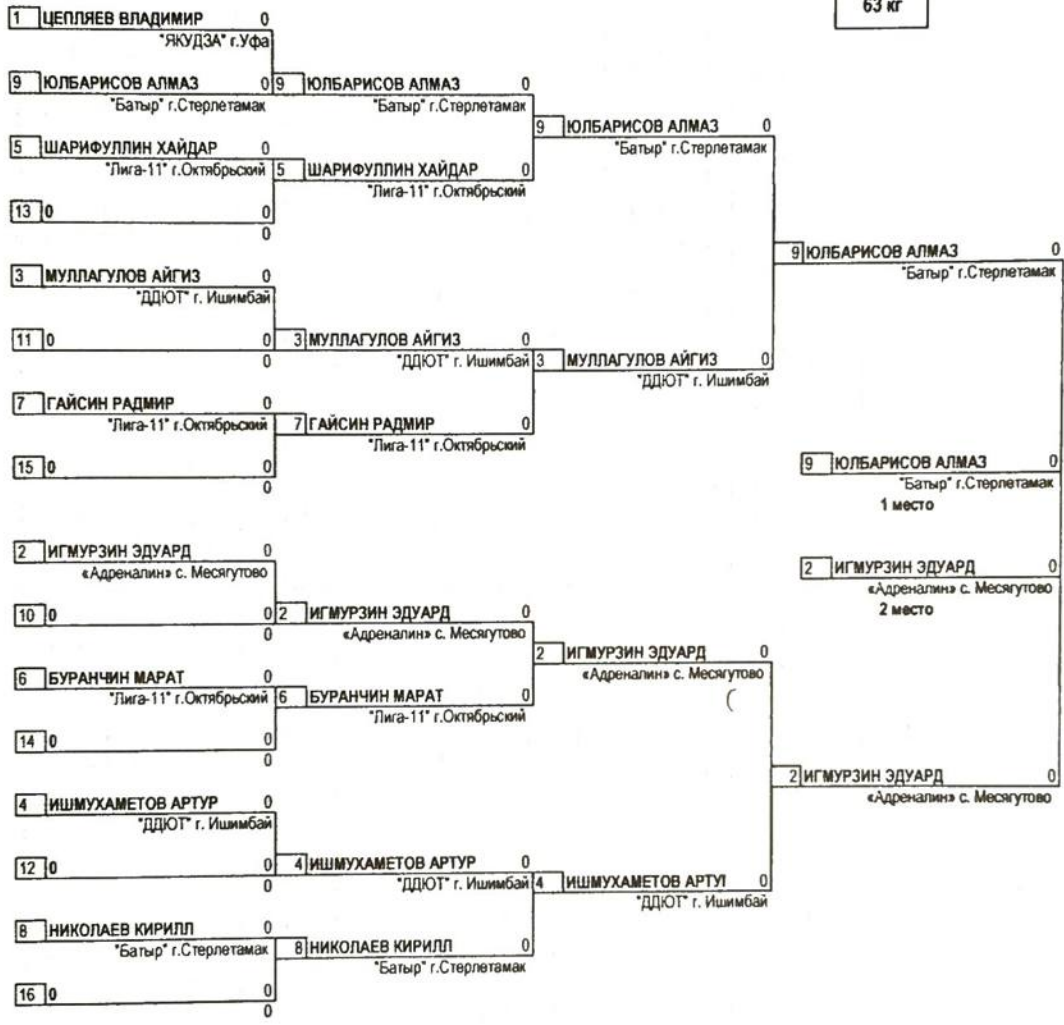 63 кг
1 ЦЕПЛЯЕВ ВЛАДИМИР 0
"ЯКУДЗА" г.Уфа
9 ЮЛБАРИСОВ АЛМАЗ 0
"Батыр" г.Стерлетамак
5 ШАРИФУЛЛИН ХАЙДАР 0
"Лига-11" г.Октябрьский
13 0 0
0
3 МУЛЛАГУЛОВ АЙГИЗ 0
"ДДЮТ" г. Ишимбай
11 0 0
0
7 ГАЙСИН РАДМИР 0
"Лига-11" г.Октябрьский
15 0 0
0
2 ИГМУРЗИН ЭДУАРД 0
«Адреналин» с. Месягутово
10 0 0
0
6 БУРАНЧИН МАРАТ 0
"Лига-11" г.Октябрьский
14 0 0
0
4 ИШМУХАМЕТОВ АРТУР 0
"ДДЮТ" г. Ишимбай
12 0 0
0
8 НИКОЛАЕВ КИРИЛЛ 0
"Батыр" г.Стерлетамак
16 0 0
0
9 ЮЛБАРИСОВ АЛМАЗ 0
"Батыр" г.Стерлетамак
5 ШАРИФУЛЛИН ХАЙДАР 0
"Лига-11" г.Октябрьский
3 МУЛЛАГУЛОВ АЙГИЗ 0
"ДДЮТ" г. Ишимбай
7 ГАЙСИН РАДМИР 0
"Лига-11" г.Октябрьский
2 ИГМУРЗИН ЭДУАРД 0
«Адреналин» с. Месягутово
6 БУРАНЧИН МАРАТ 0
"Лига-11" г.Октябрьский
4 ИШМУХАМЕТОВ АРТУР 0
"ДДЮТ" г. Ишимбай
8 НИКОЛАЕВ КИРИЛЛ 0
"Батыр" г.Стерлетамак
9 ЮЛБАРИСОВ АЛМАЗ 0
"Батыр" г.Стерлетамак
3 МУЛЛАГУЛОВ АЙГИЗ 0
"ДДЮТ" г. Ишимбай
2 ИГМУРЗИН ЭДУАРД 0
«Адреналин» с. Месягутово
4 ИШМУХАМЕТОВ АРТУІ 0
"ДДЮТ" г. Ишимбай
9 ЮЛБАРИСОВ АЛМАЗ 0
"Батыр" г.Стерлетамак
9 ЮЛБАРИСОВ АЛМАЗ 0
"Батыр" г.Стерлетамак
1 место
2 ИГМУРЗИН ЭДУАРД 0
«Адреналин» с. Месягутово
2 место
2 ИГМУРЗИН ЭДУАРД 0
«Адреналин» с. Месягутово